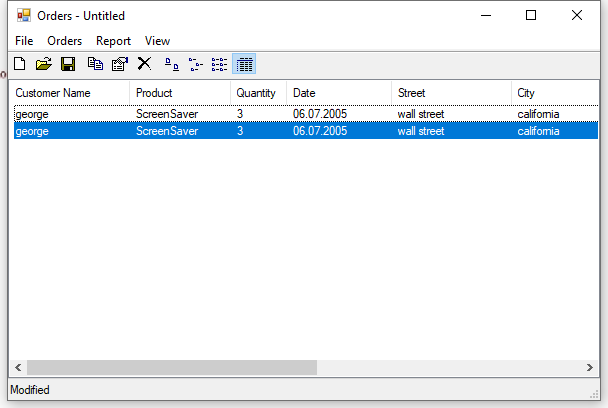 Orders - Untitled
File Orders Report View
Customer Name Product Quantity Date Street City
george ScreenSaver 3 06.07.2005 wall street california
george ScreenSaver 3 06.07.2005 wall street california
Modified